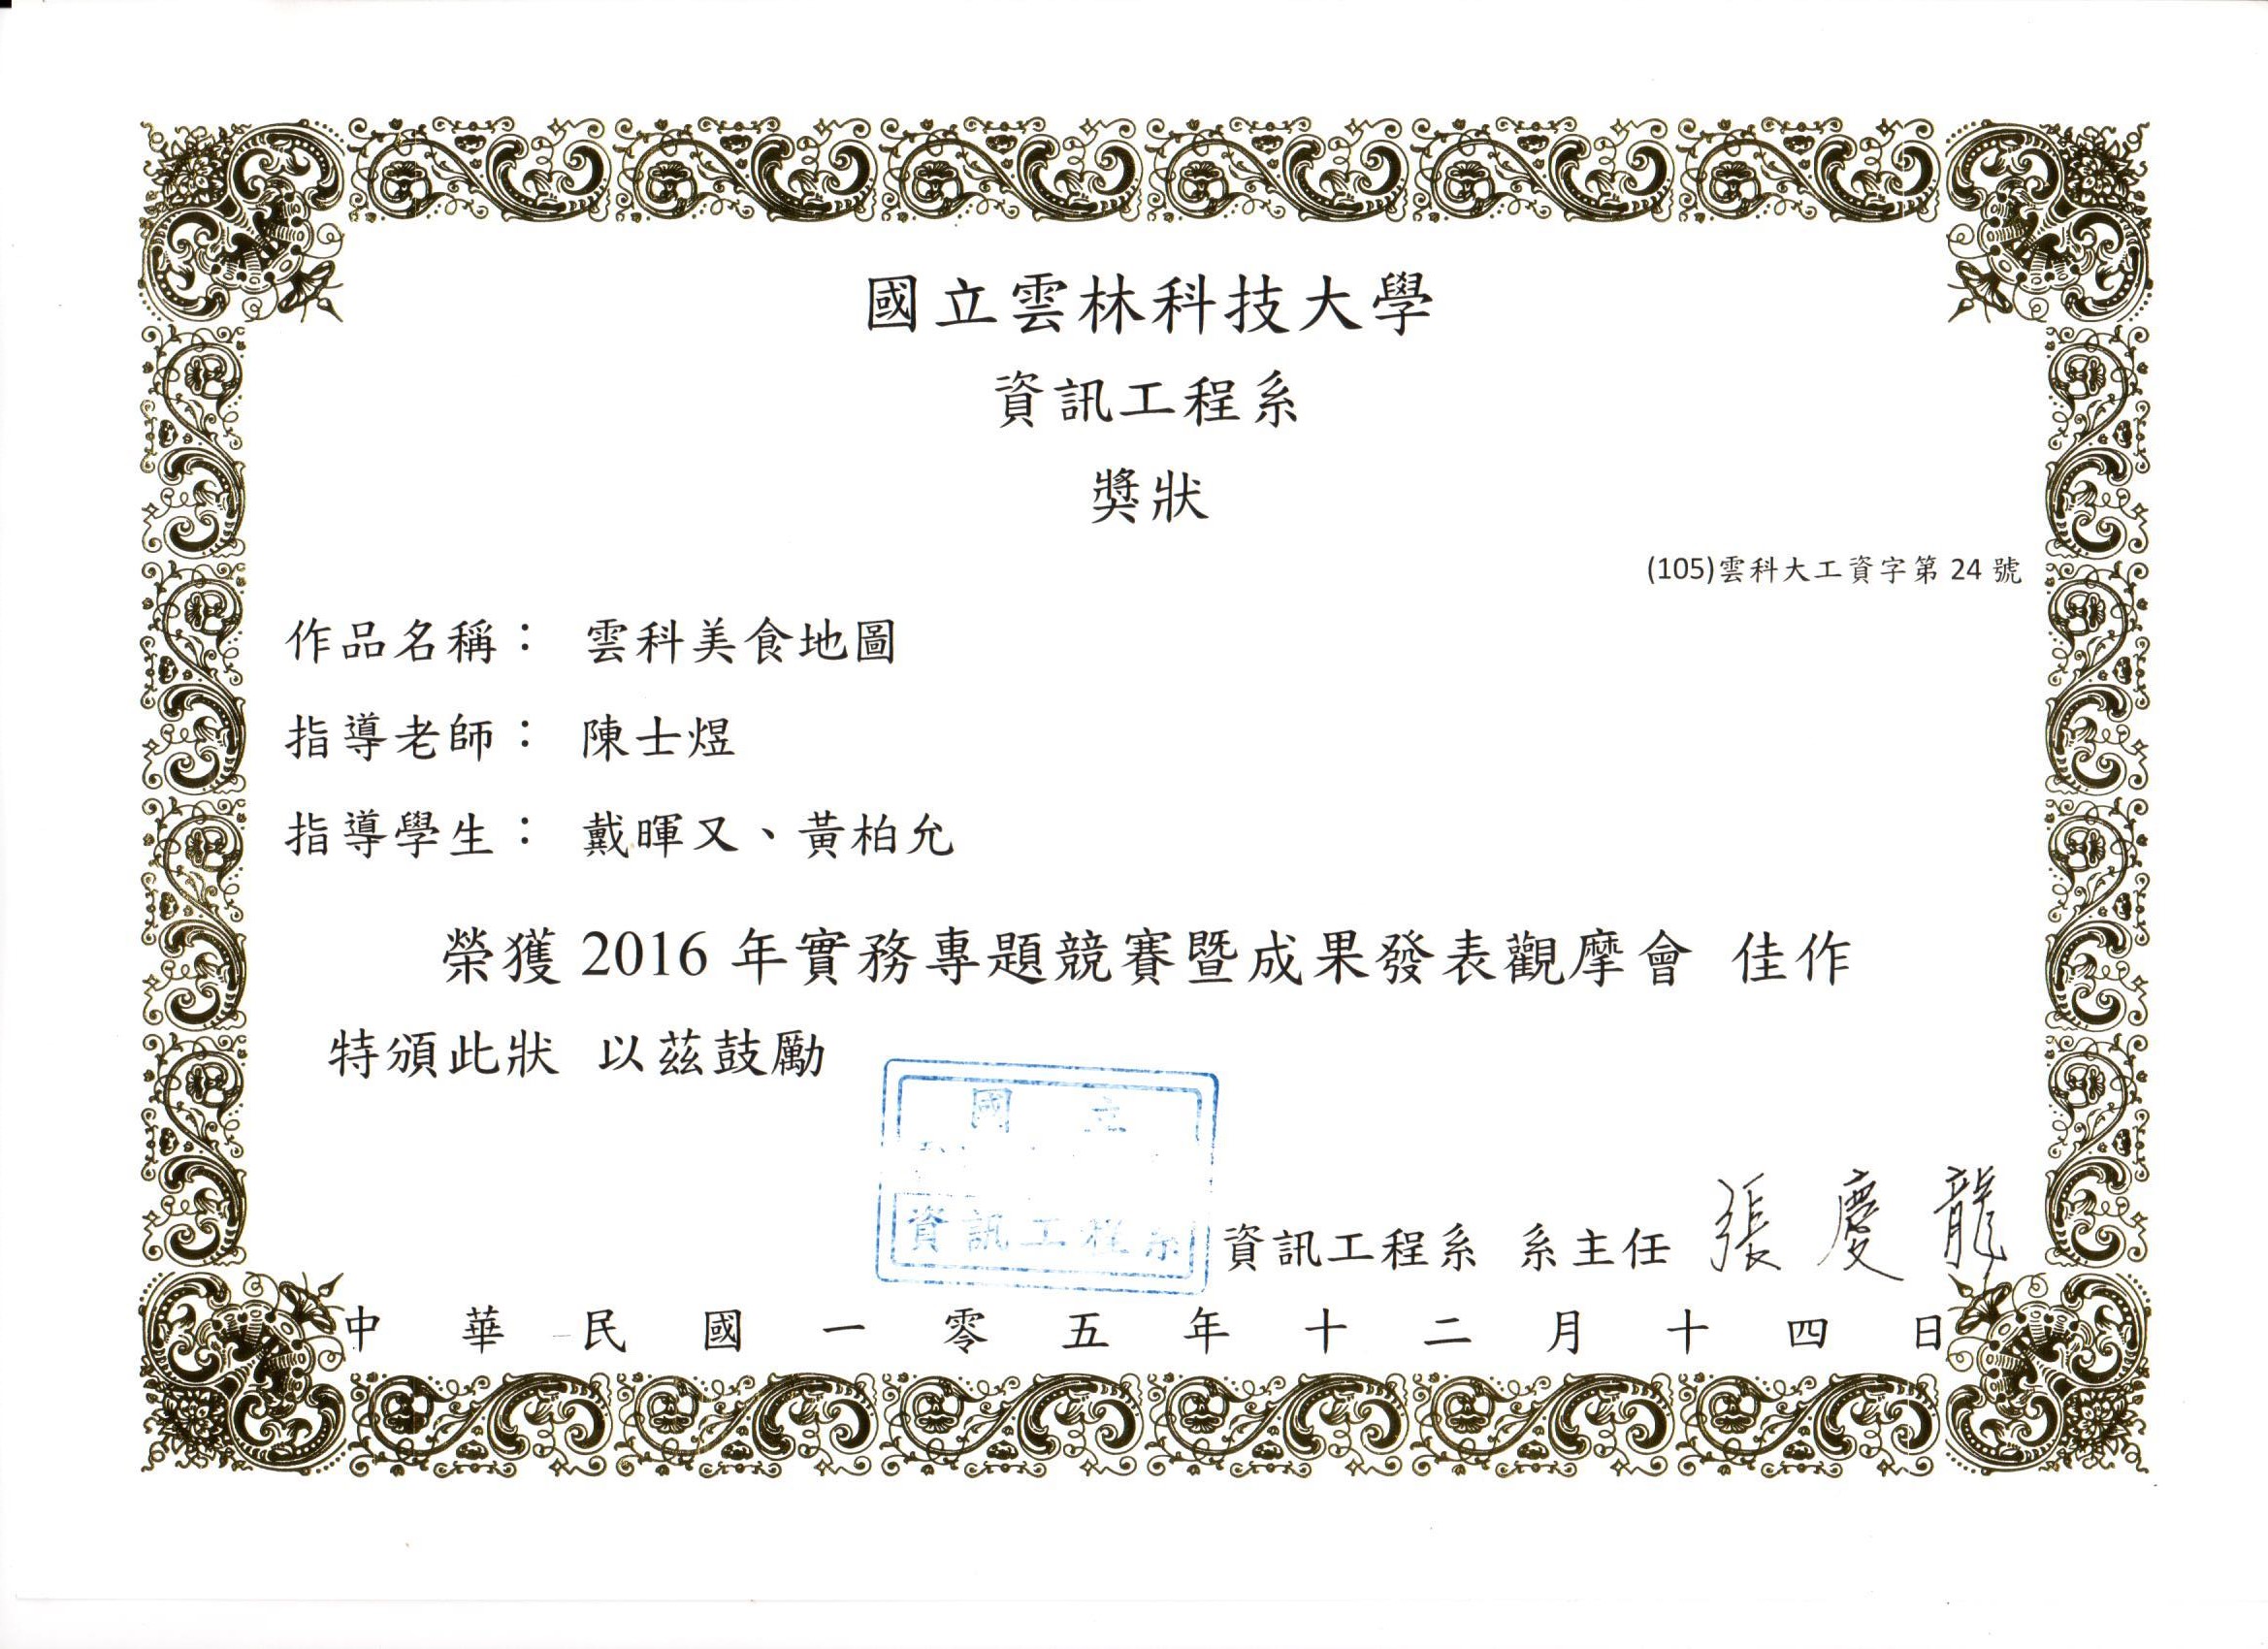 國立雲林科技大學
資訊工程系
獎狀
(105)雲科大工資字第 24 號
作品名稱： 雲科美食地圖
指導老師： 陳士煜
指導學生： 戴暉又、黃柏允
榮獲 2016 年實務專題競賽暨成果發表觀摩會 佳作
特頒此狀 以茲鼓勵
國 立
資訊工程系
資訊工程系 系主任 張慶龍
中華民國一零五年十二月十四日